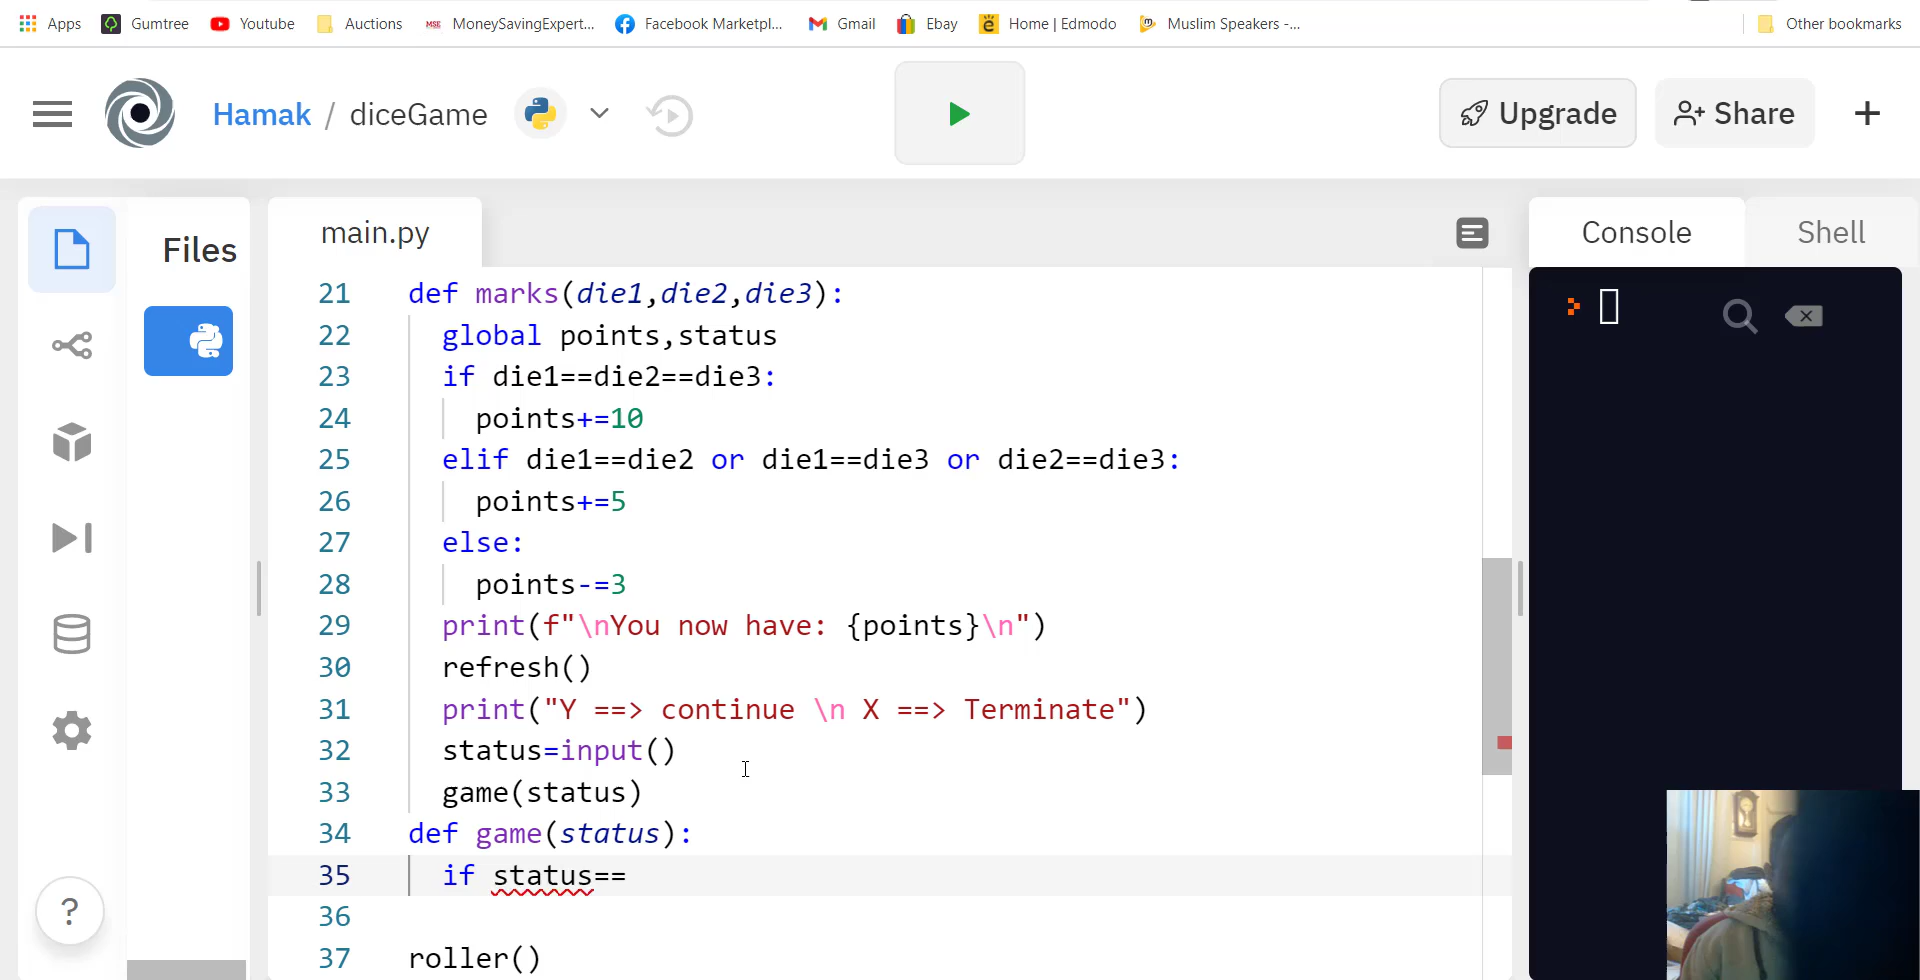 Apps Gumtree Youtube Auctions MSE MoneySavingExpert... Facebook Marketpl... Gmail Ebay Home | Edmodo Muslim Speakers -... Other bookmarks
Hamak / diceGame Upgrade Share +
Files main.py Console Shell
21 def marks(die1,die2,die3):
22 global points,status
23 if die1==die2==die3:
24 points+=10
25 elif die1==die2 or die1==die3 or die2==die3:
26 points+=5
27 else:
28 points-=3
29 print(f"\nYou now have: {points}\n")
30 refresh()
31 print("Y ==> continue \n X ==> Terminate")
32 status=input()
33 game(status)
34 def game(status):
35 if status==
36
37 roller()
?